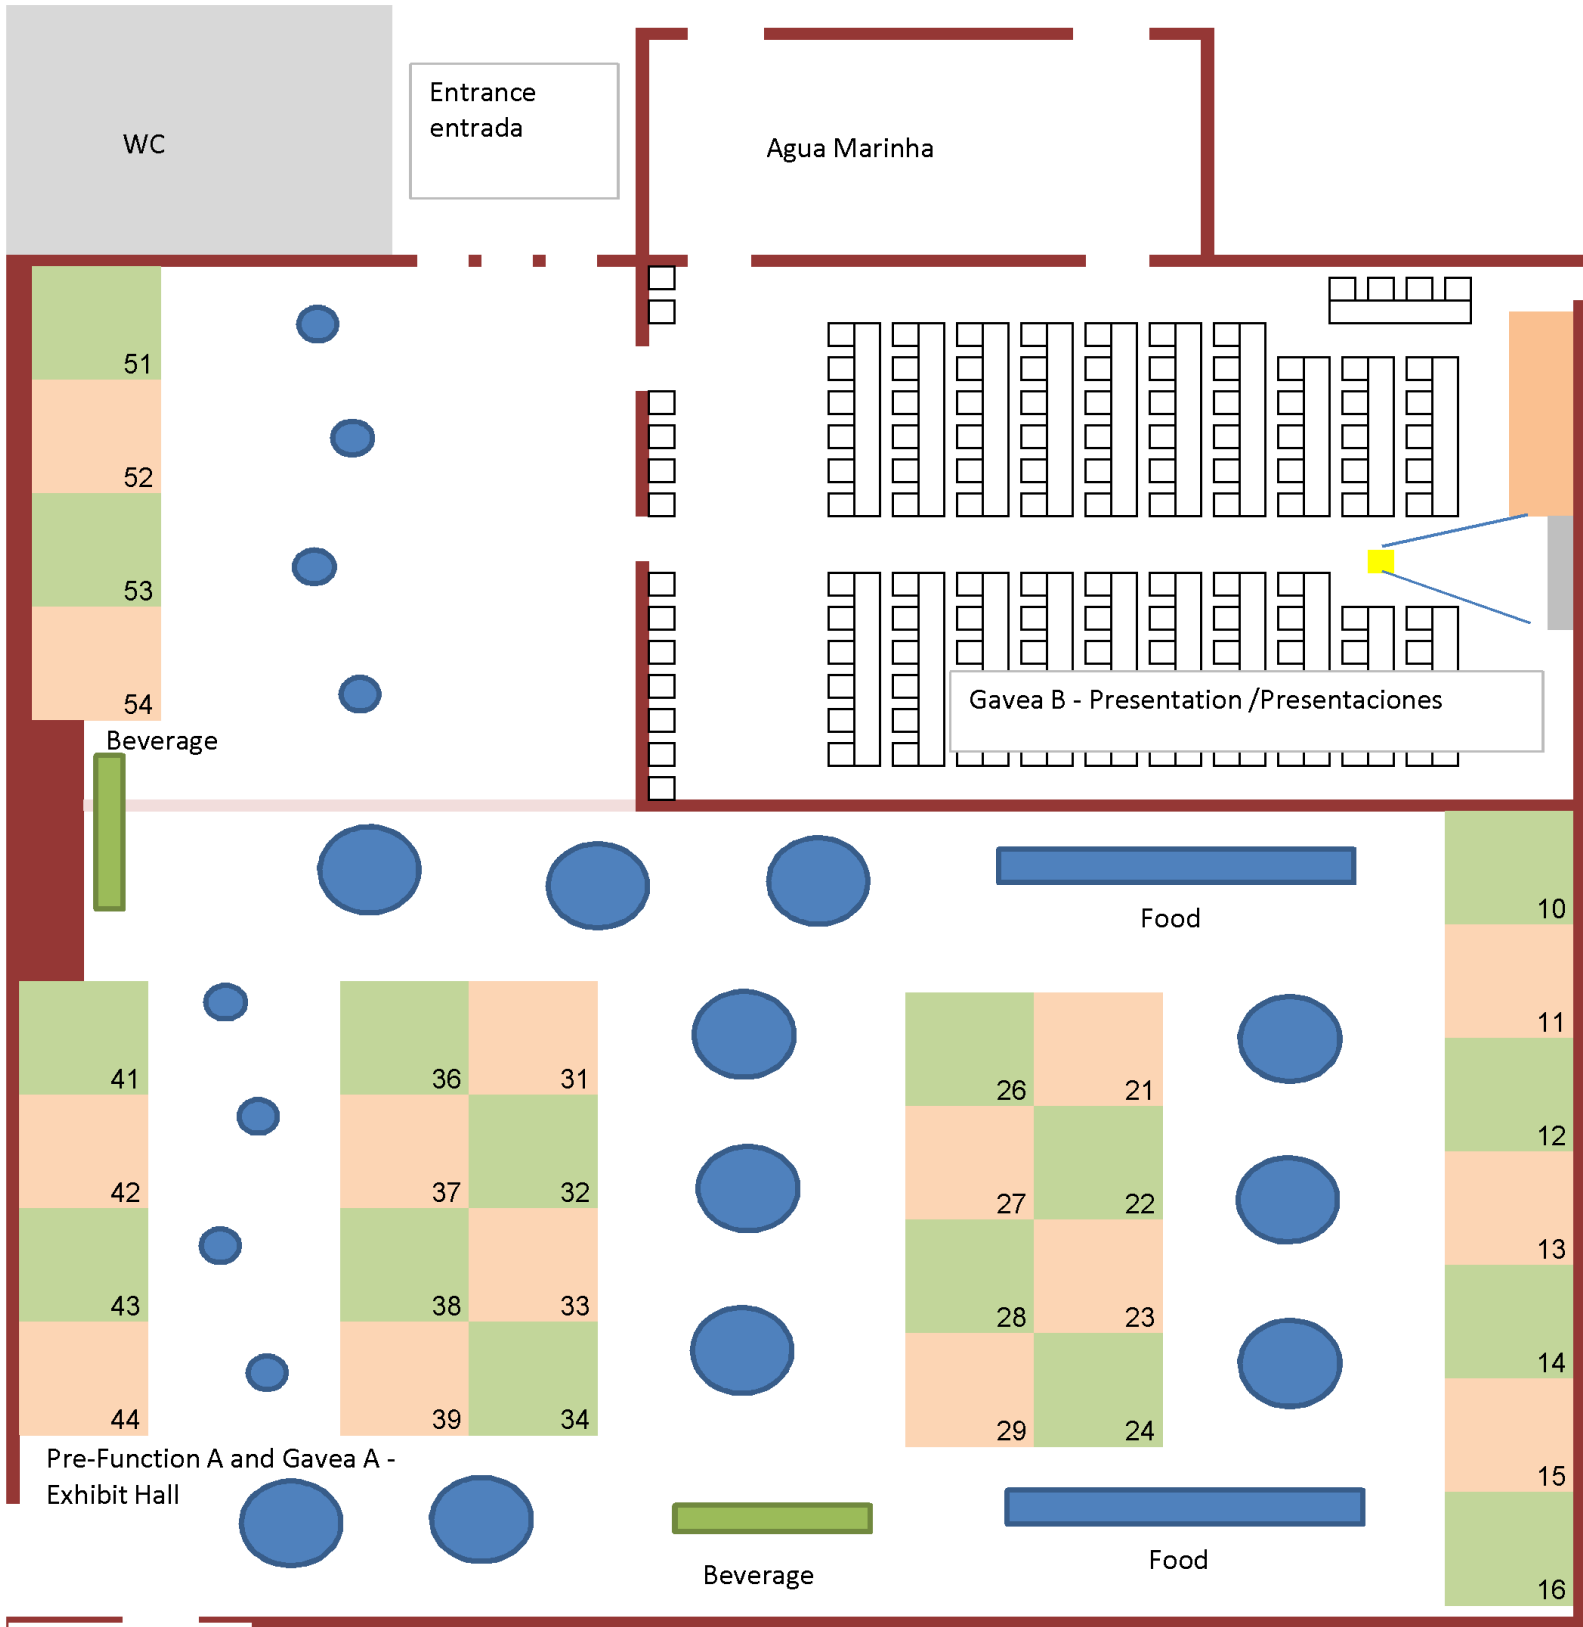 Entrance
entrada
WC
Agua Marinha
51
52
53
54
Beverage
Gavea B - Presentation /Presentaciones
Food
10
11
12
13
14
15
16
41
42
43
44
36
31
37
32
38
33
39
34
26
21
27
22
28
23
29
24
Pre-Function A and Gavea A -
Exhibit Hall
Beverage
Food